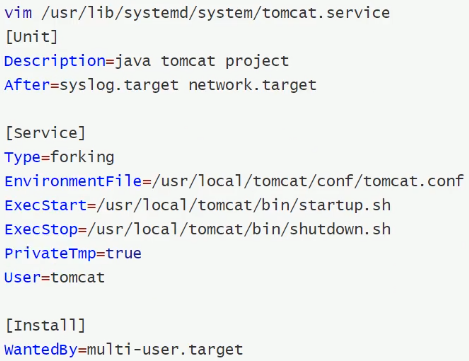 vim /usr/lib/systemd/system/tomcat.service
[Unit]
Description=java tomcat project
After=syslog.target network.target

[Service]
Type=forking
EnvironmentFile=/usr/local/tomcat/conf/tomcat.conf
ExecStart=/usr/local/tomcat/bin/startup.sh
ExecStop=/usr/local/tomcat/bin/shutdown.sh
PrivateTmp=true
User=tomcat

[Install]
WantedBy=multi-user.target